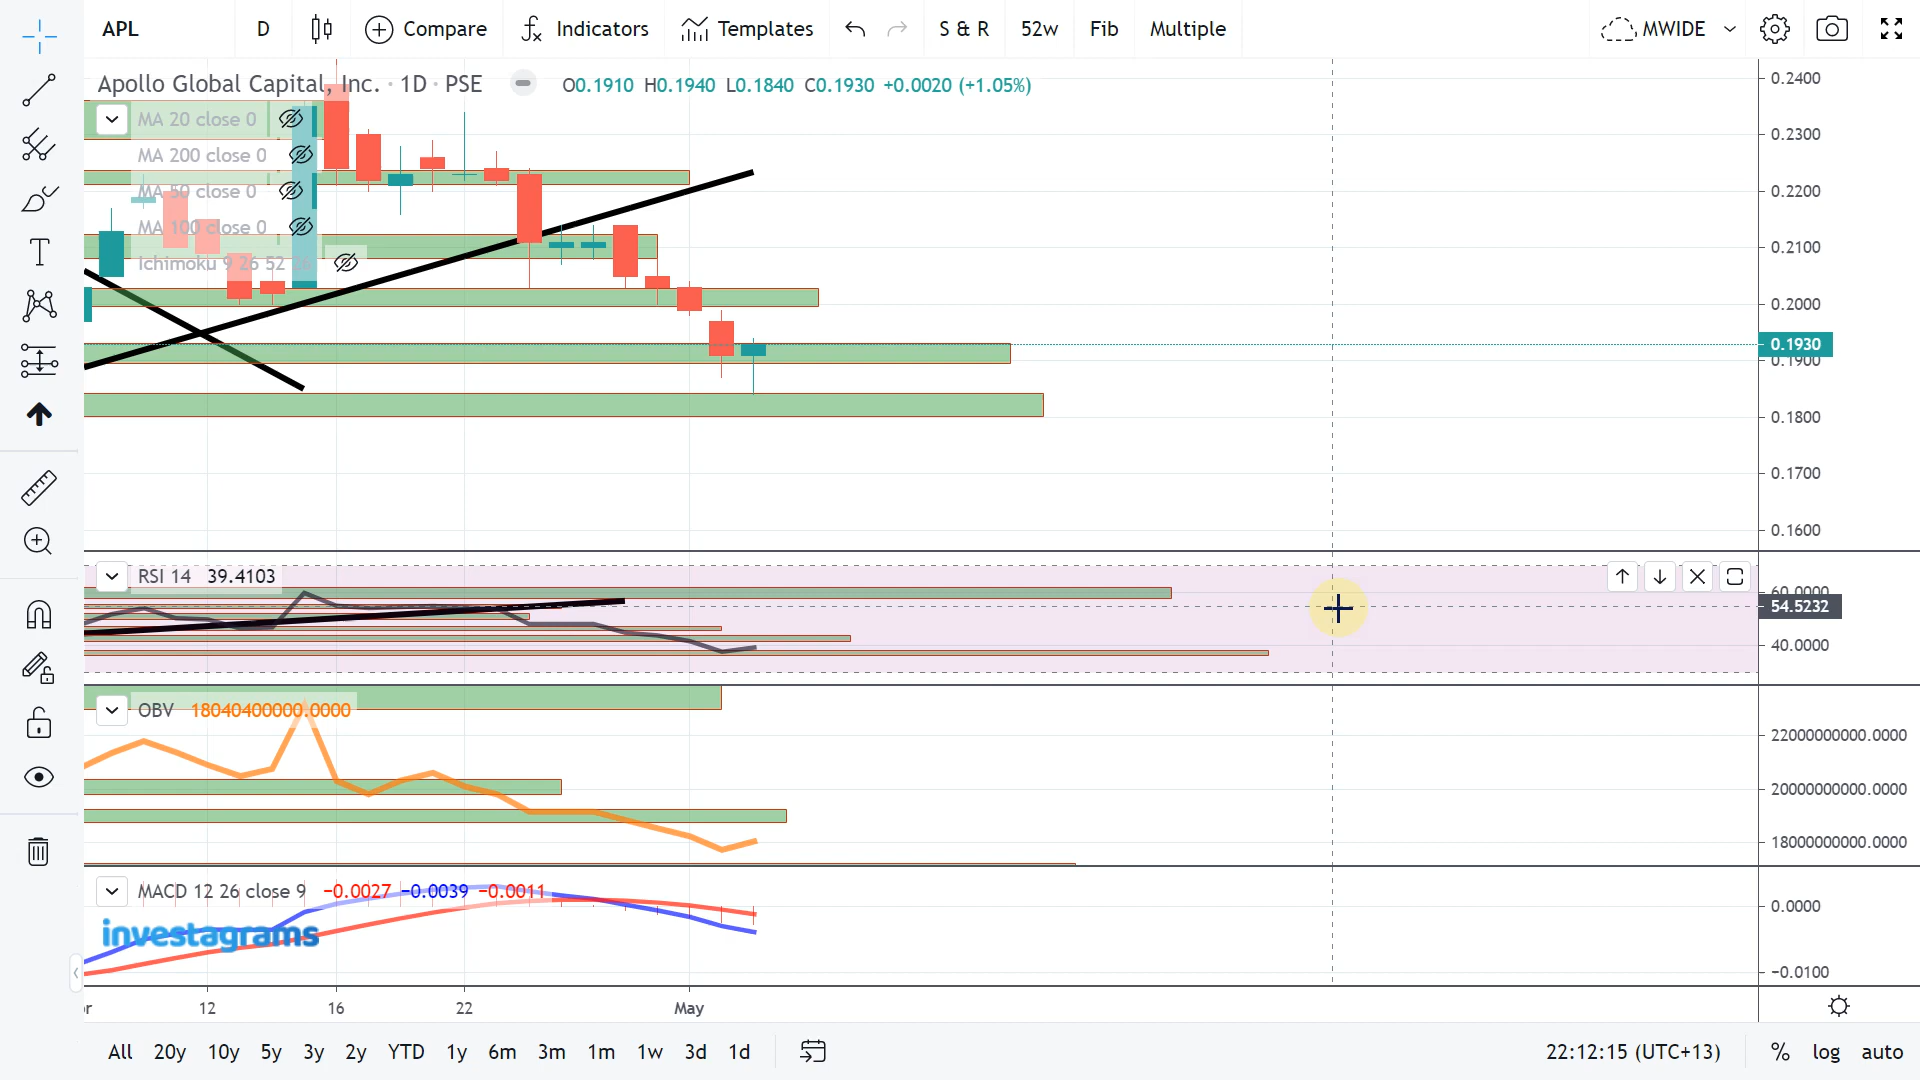 APL D Compare Indicators Templates S & R 52w Fib Multiple MWIDE
Apollo Global Capital, Inc. · 1D · PSE O0.1910 H0.1940 L0.1840 C0.1930 +0.0020 (+1.05%)
MA 20 close 0
MA 200 close 0
MA 50 close 0
MA 100 close 0
Ichimoku 9 26 52 26
0.2400
0.2300
0.2200
0.2100
0.2000
0.1930
0.1900
0.1800
0.1700
0.1600
RSI 14 39.4103
60.0000
54.5232
40.0000
OBV 18040400000.0000
22000000000.0000
20000000000.0000
18000000000.0000
MACD 12 26 close 9 −0.0027 −0.0039 −0.0011
0.0000
investagrams
−0.0100
12 16 22 May
All 20y 10y 5y 3y 2y YTD 1y 6m 3m 1m 1w 3d 1d 22:12:15 (UTC+13) % log auto